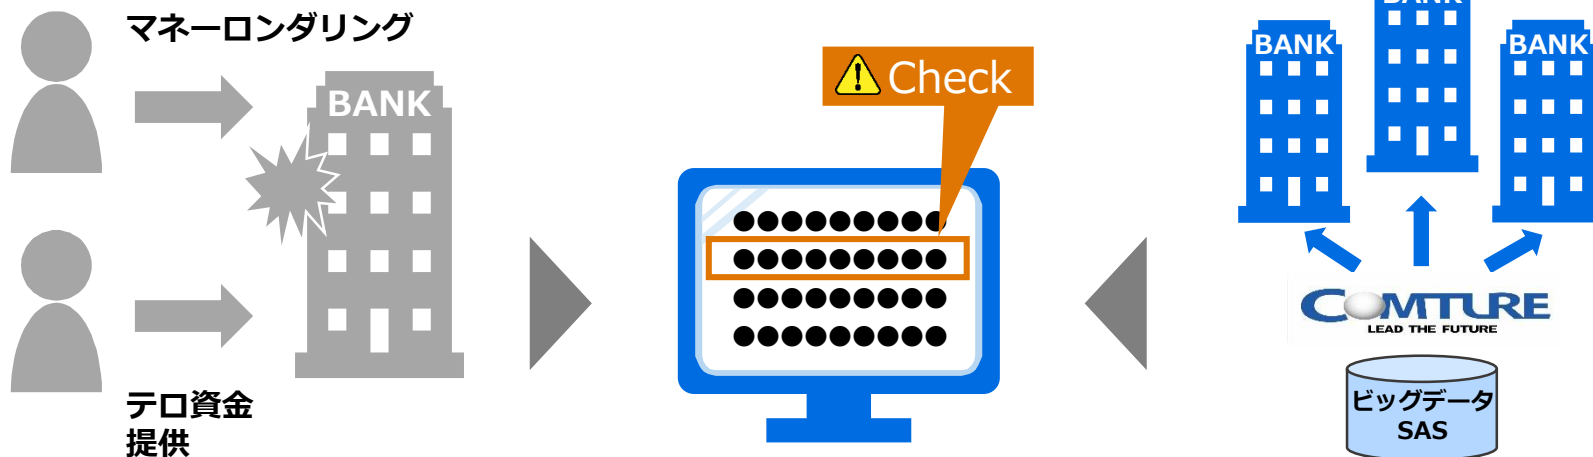 マネーロンダリング
BANK
テロ資金
提供
Check
BANK
BANK
BANK
COMTURE
LEAD THE FUTURE
ビッグデータ
SAS